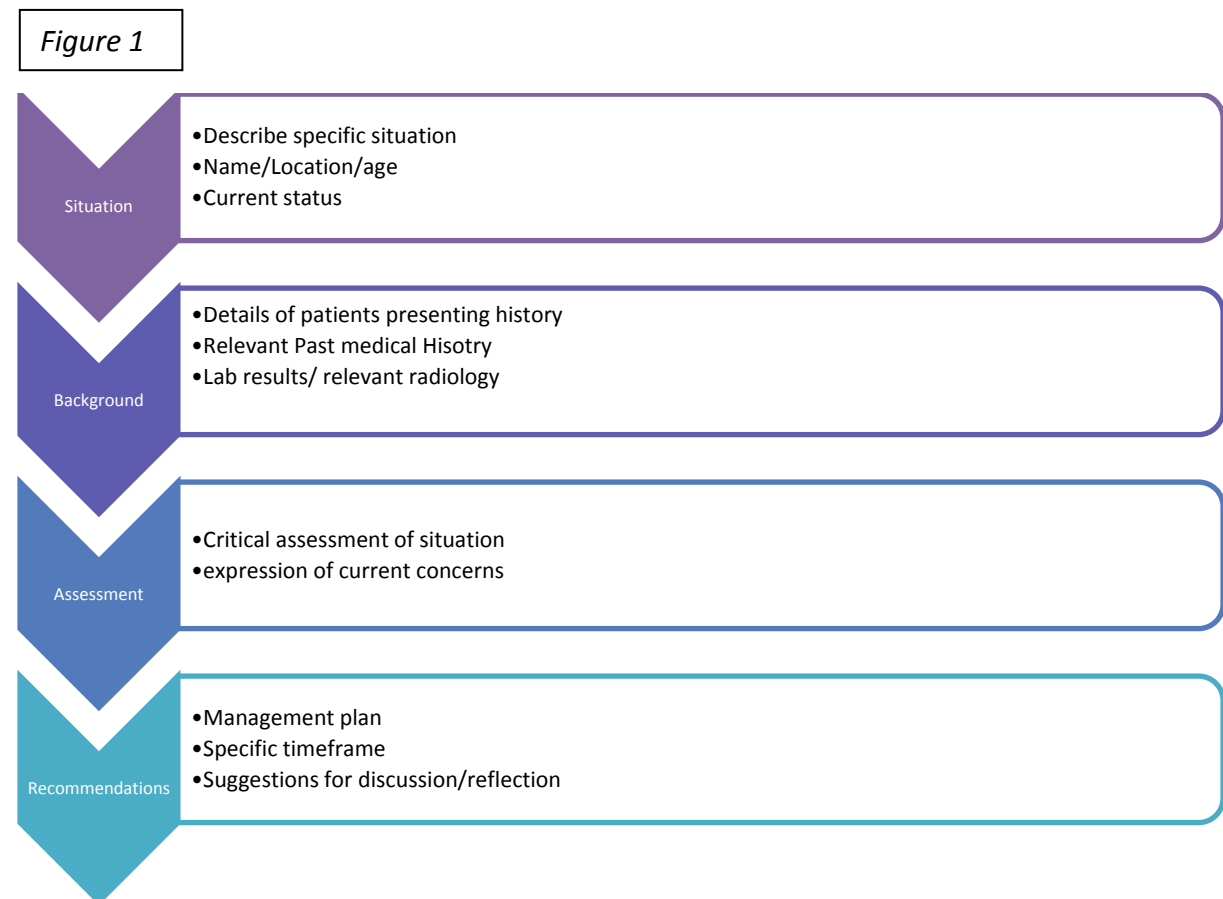 Figure 1
Situation
•Describe specific situation
•Name/Location/age
•Current status
Background
•Details of patients presenting history
•Relevant Past medical Hisotry
•Lab results/ relevant radiology
Assessment
•Critical assessment of situation
•expression of current concerns
Recommendations
•Management plan
•Specific timeframe
•Suggestions for discussion/reflection